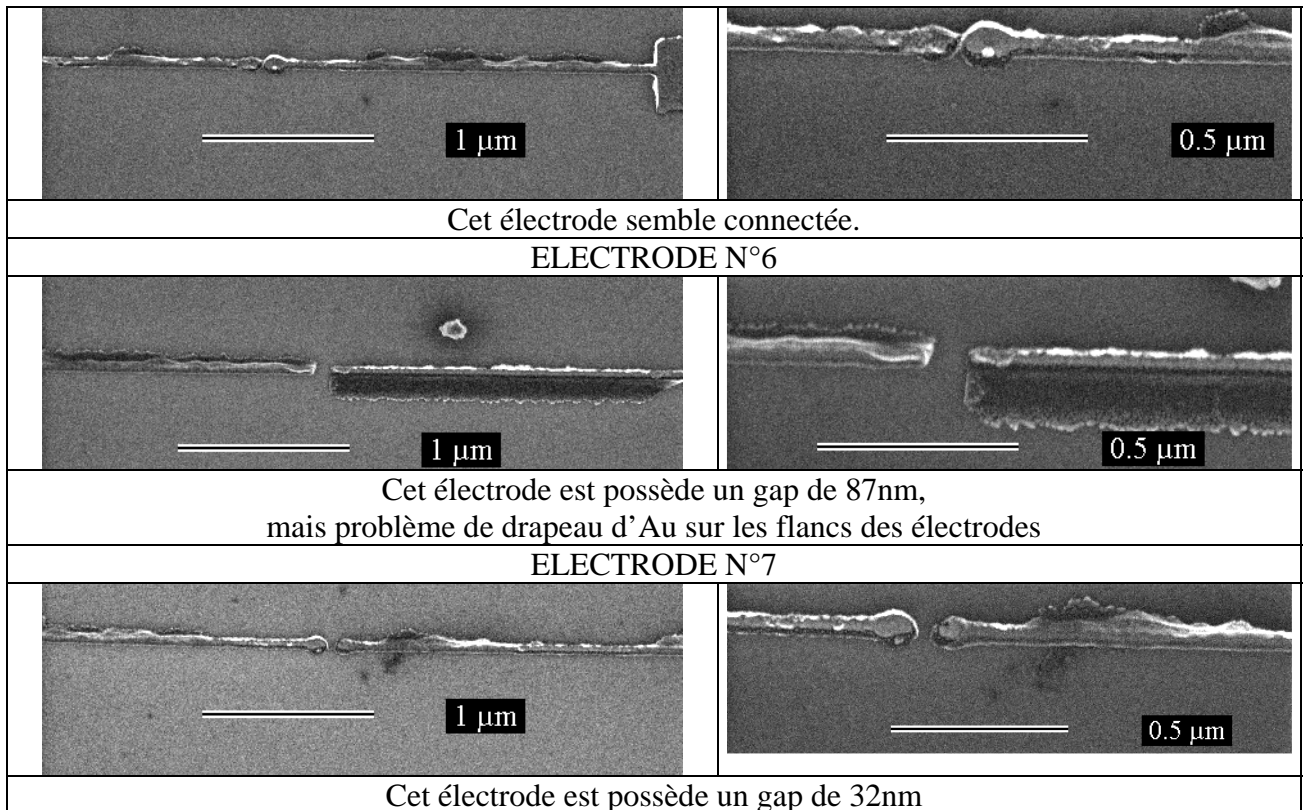 1 µm
0.5 µm
Cet électrode semble connectée.
ELECTRODE N°6
1 µm
0.5 µm
Cet électrode est possède un gap de 87nm,
mais problème de drapeau d’Au sur les flancs des électrodes
ELECTRODE N°7
1 µm
0.5 µm
Cet électrode est possède un gap de 32nm